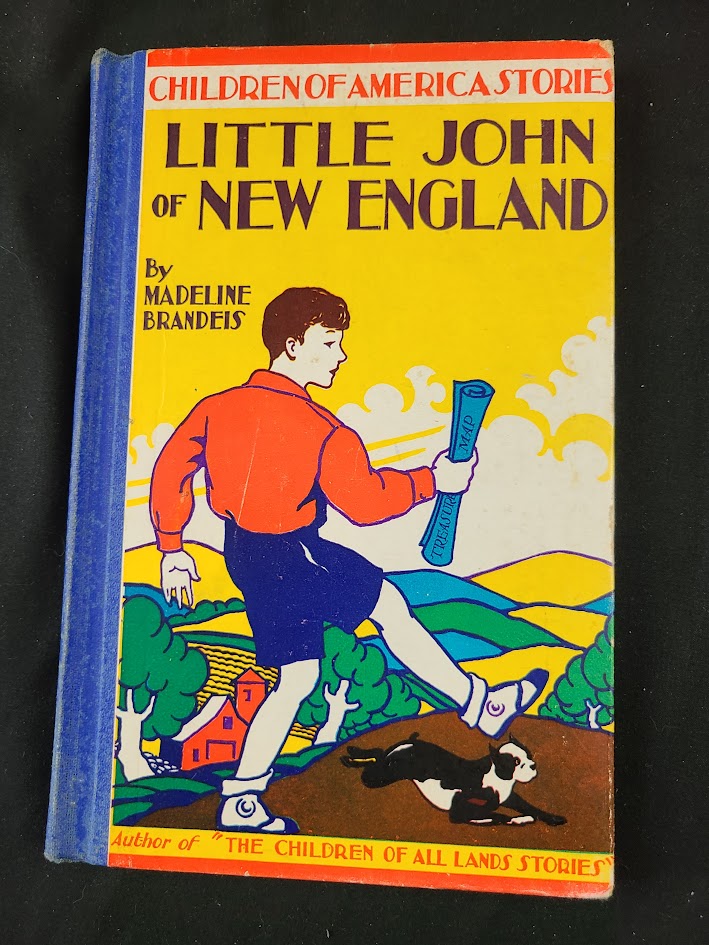 CHILDREN OF AMERICA STORIES
LITTLE JOHN
OF NEW ENGLAND
By
MADELINE
BRANDEIS
TREASURE MAP
Author of "THE CHILDREN OF ALL LANDS STORIES"